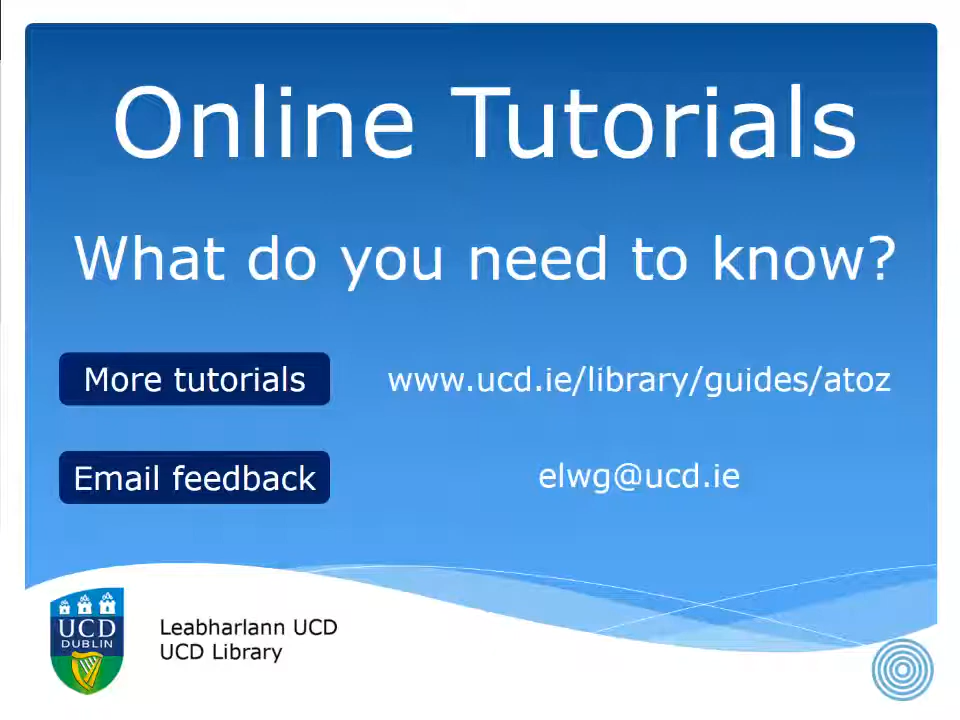 Online Tutorials
What do you need to know?
More tutorials www.ucd.ie/library/guides/atoz
Email feedback elwg@ucd.ie
UCD
DUBLIN
Leabharlann UCD
UCD Library